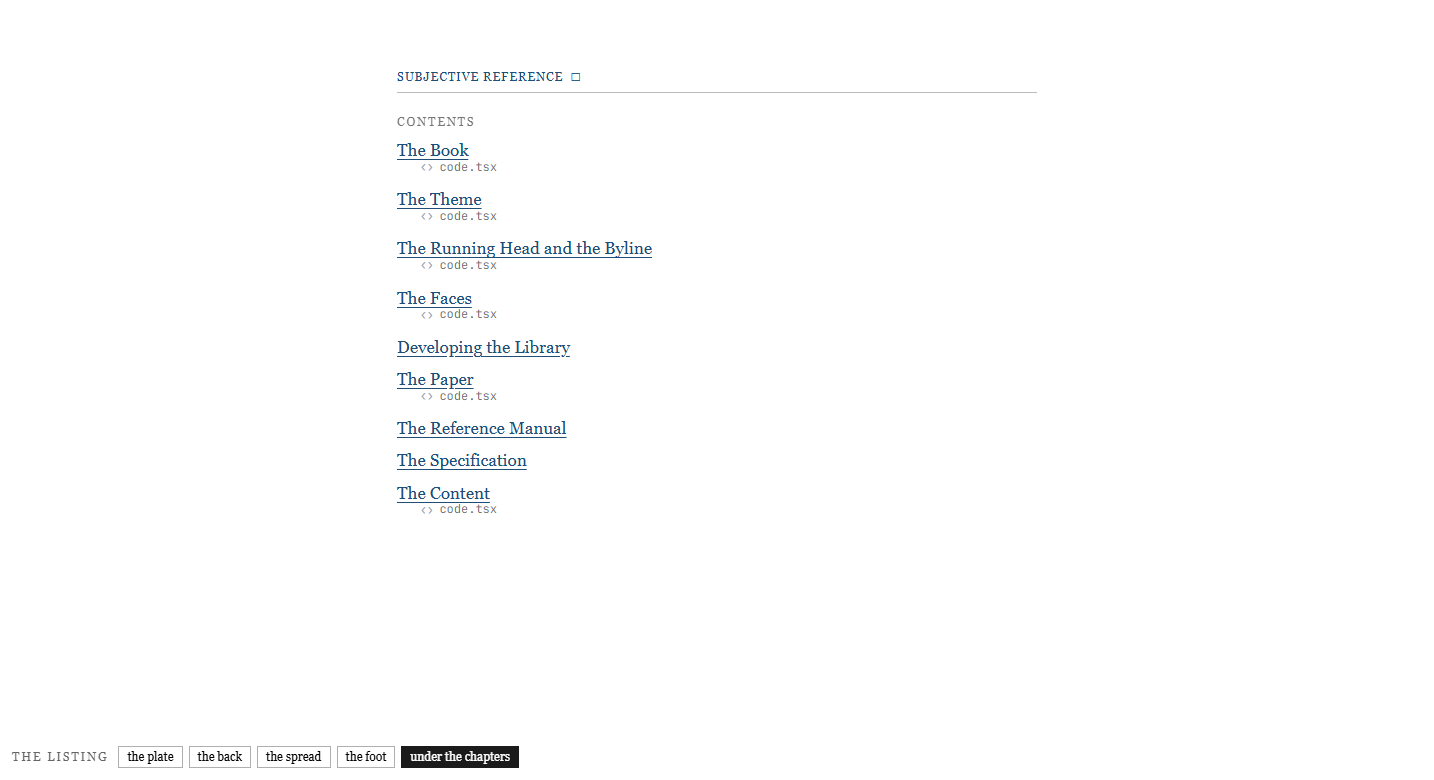 SUBJECTIVE REFERENCE
CONTENTS
The Book
<> code.tsx
The Theme
<> code.tsx
The Running Head and the Byline
<> code.tsx
The Faces
<> code.tsx
Developing the Library
The Paper
<> code.tsx
The Reference Manual
The Specification
The Content
<> code.tsx
THE LISTING the plate the back the spread the foot under the chapters